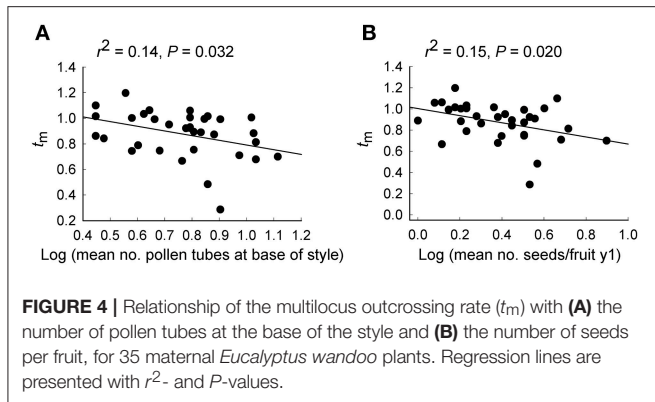 A
r² = 0.14, P = 0.032
1.4
1.2
1.0
0.8
0.6
0.4
0.2
tm
0.4 0.5 0.6 0.7 0.8 0.9 1.0 1.1 1.2
Log (mean no. pollen tubes at base of style)
B
r² = 0.15, P = 0.020
1.4
1.2
1.0
0.8
0.6
0.4
0.2
0.0
tm
0.0 0.2 0.4 0.6 0.8 1.0
Log (mean no. seeds/fruit y1)
FIGURE 4 | Relationship of the multilocus outcrossing rate (tm) with (A) the
number of pollen tubes at the base of the style and (B) the number of seeds
per fruit, for 35 maternal Eucalyptus wandoo plants. Regression lines are
presented with r²- and P-values.